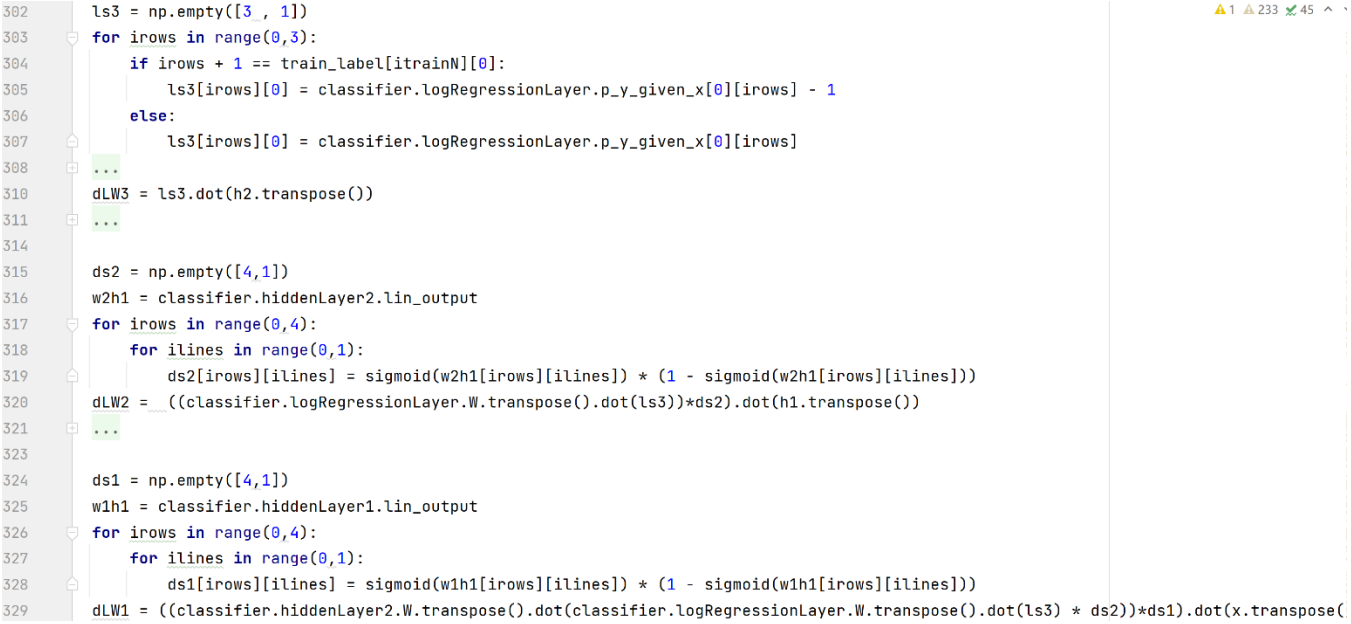 302 ls3 = np.empty([3 , 1])
1 233 45
303 for irows in range(0,3):
304 if irows + 1 == train_label[itrainN][0]:
305 ls3[irows][0] = classifier.logRegressionLayer.p_y_given_x[0][irows] - 1
306 else:
307 ls3[irows][0] = classifier.logRegressionLayer.p_y_given_x[0][irows]
308 ...
310 dLW3 = ls3.dot(h2.transpose())
311 ...
314
315 ds2 = np.empty([4,1])
316 w2h1 = classifier.hiddenLayer2.lin_output
317 for irows in range(0,4):
318 for ilines in range(0,1):
319 ds2[irows][ilines] = sigmoid(w2h1[irows][ilines]) * (1 - sigmoid(w2h1[irows][ilines]))
320 dLW2 = ((classifier.logRegressionLayer.W.transpose().dot(ls3))*ds2).dot(h1.transpose())
321 ...
323
324 ds1 = np.empty([4,1])
325 w1h1 = classifier.hiddenLayer1.lin_output
326 for irows in range(0,4):
327 for ilines in range(0,1):
328 ds1[irows][ilines] = sigmoid(w1h1[irows][ilines]) * (1 - sigmoid(w1h1[irows][ilines]))
329 dLW1 = ((classifier.hiddenLayer2.W.transpose().dot(classifier.logRegressionLayer.W.transpose().dot(ls3) * ds2))*ds1).dot(x.transpose(